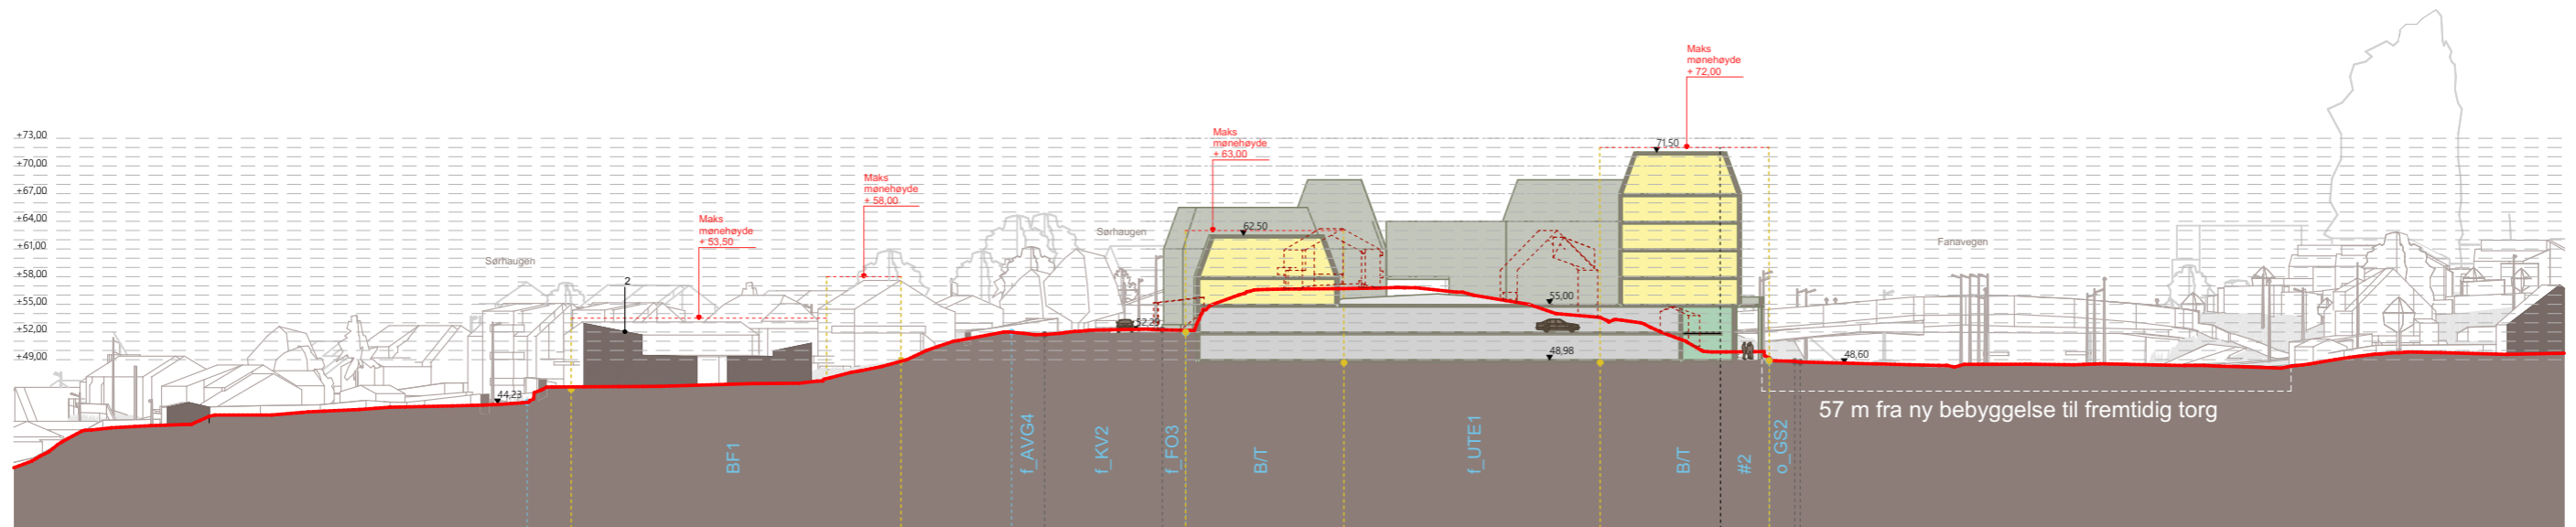 Maks
mønehøyde
+ 72,00
+73,00
+70,00
+67,00
+64,00
+61,00
+58,00
+55,00
+52,00
+49,00
Maks
mønehøyde
+ 63,00
71,50
Maks
mønehøyde
+ 58,00
Maks
mønehøyde
+ 53,50
62,50
Sørhaugen
Sørhaugen
Fanavegen
2
55,00
52,29
48,98
48,60
44,23
57 m fra ny bebyggelse til fremtidig torg
BF1
f_AVG4
f_KV2
f_FO3
B/T
f_UTE1
B/T
#2
o_GS2